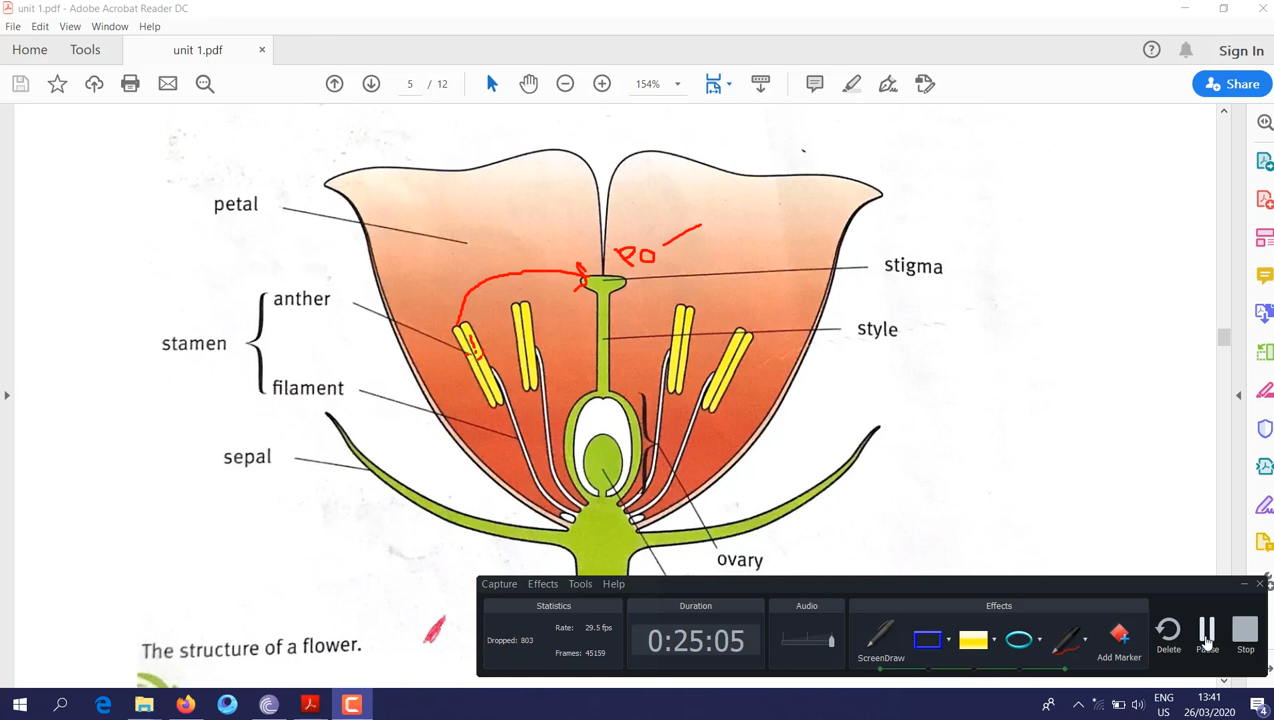 unit 1.pdf - Adobe Acrobat Reader DC
File Edit View Window Help
Home Tools unit 1.pdf × Sign In
5 / 12 154% Share
petal
PO
stigma
anther
style
stamen
filament
sepal
ovary
The structure of a flower.
Capture Effects Tools Help
Statistics Duration Audio Effects
Dropped: 803 Rate: 29.5 fps
Frames: 45159
0:25:05
ScreenDraw Add Marker Delete Pause Stop
ENG 13:41
US 26/03/2020 4